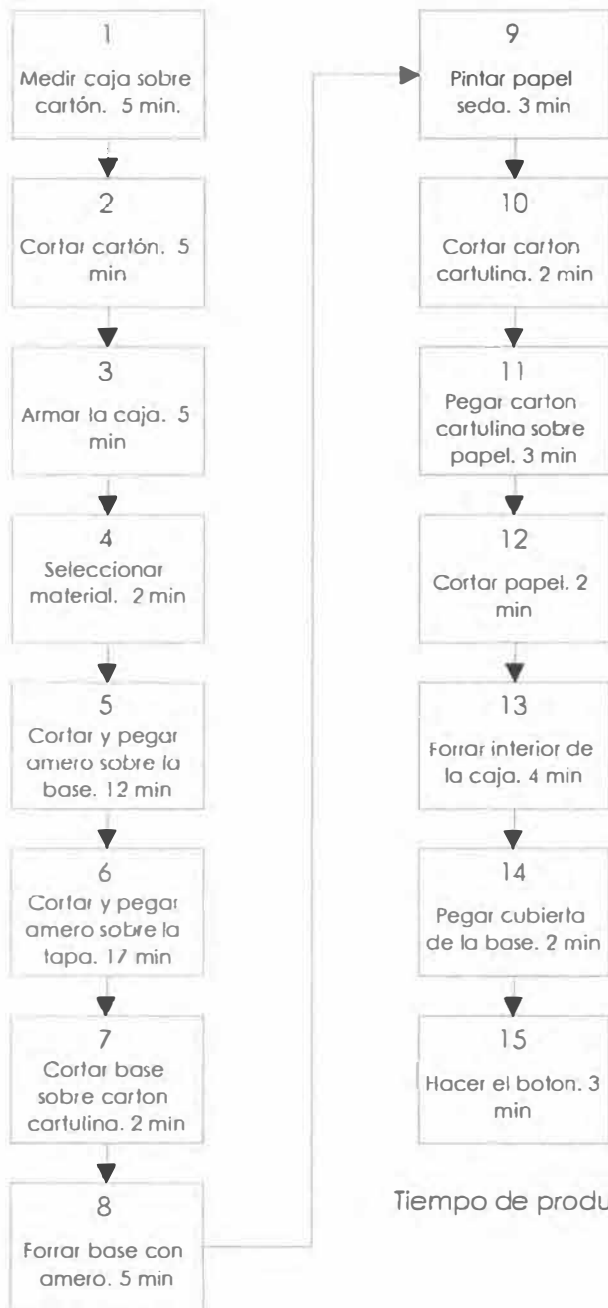 1
Medir caja sobre
cartón. 5 min.
2
Cortar cartón. 5
min
3
Armar la caja. 5
min
4
Seleccionar
material. 2 min
5
Cortar y pegar
amero sobre la
base. 12 min
6
Cortar y pegar
amero sobre la
tapa. 17 min
7
Cortar base
sobre carton
cartulina. 2 min
8
Forrar base con
amero. 5 min
9
Pintar papel
seda. 3 min
10
Cortar carton
cartulina. 2 min
11
Pegar carton
cartulina sobre
papel. 3 min
12
Cortar papel. 2
min
13
Forrar interior de
la caja. 4 min
14
Pegar cubierta
de la base. 2 min
15
Hacer el boton. 3
min
Tiempo de produ